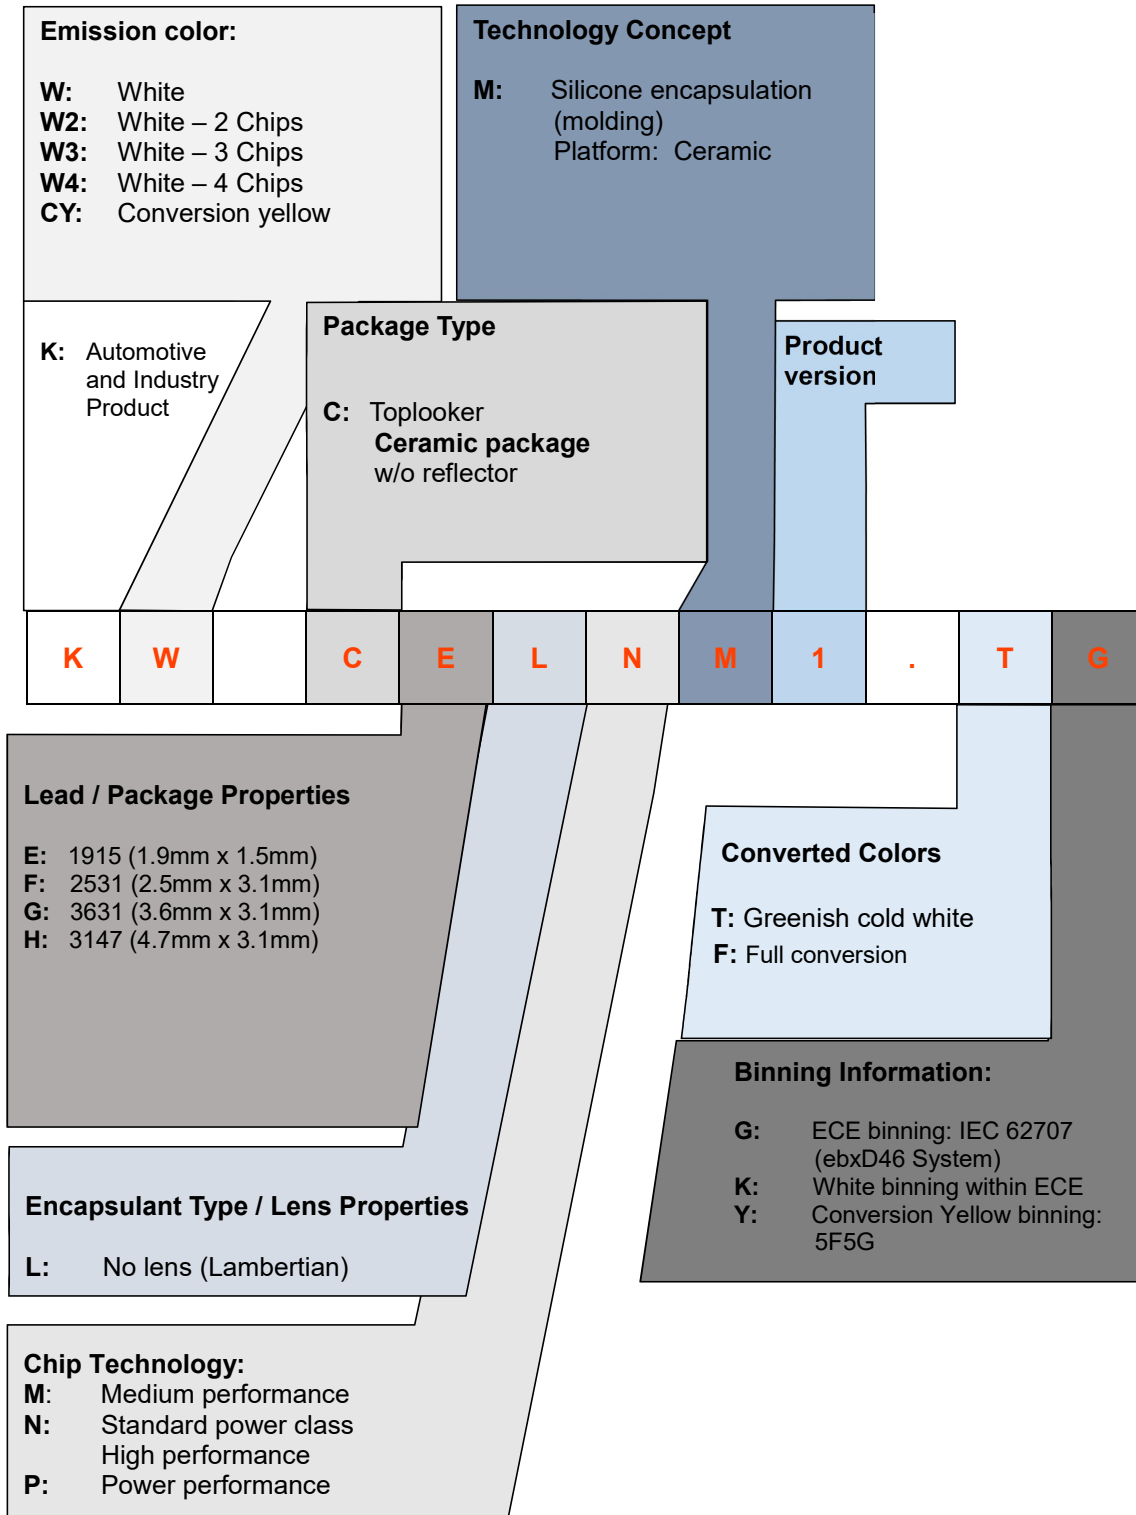 Emission color:
W: White
W2: White – 2 Chips
W3: White – 3 Chips
W4: White – 4 Chips
CY: Conversion yellow
Technology Concept
M: Silicone encapsulation
(molding)
Platform: Ceramic
K: Automotive
and Industry
Product
Package Type
C: Toplooker
Ceramic package
w/o reflector
Product
version
K W C E L N M 1 . T G
Lead / Package Properties
E: 1915 (1.9mm x 1.5mm)
F: 2531 (2.5mm x 3.1mm)
G: 3631 (3.6mm x 3.1mm)
H: 3147 (4.7mm x 3.1mm)
Converted Colors
T: Greenish cold white
F: Full conversion
Binning Information:
G: ECE binning: IEC 62707
(ebxD46 System)
K: White binning within ECE
Y: Conversion Yellow binning:
5F5G
Encapsulant Type / Lens Properties
L: No lens (Lambertian)
Chip Technology:
M: Medium performance
N: Standard power class
High performance
P: Power performance